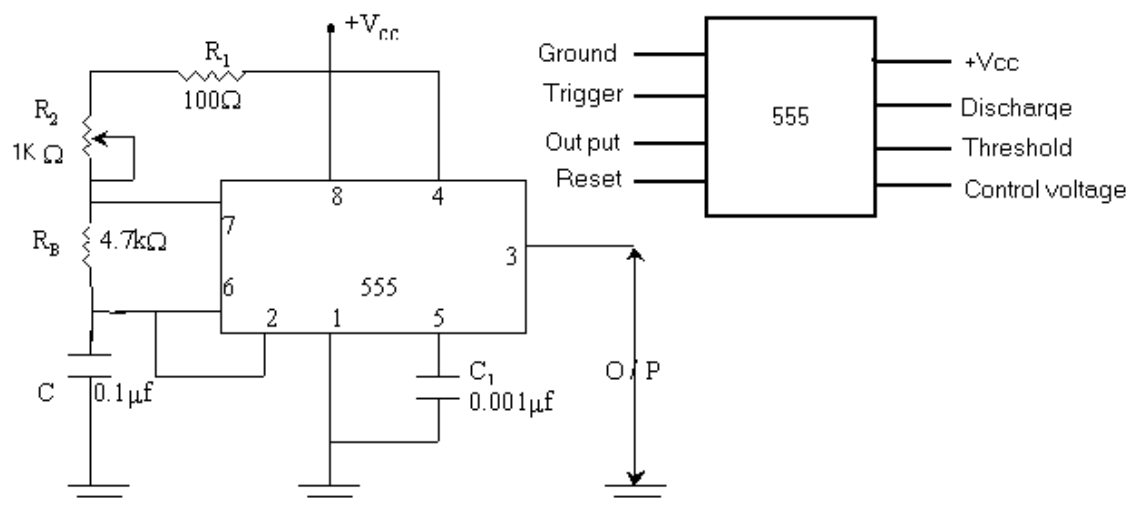 +Vcc
R1
100Ω
R2
1K Ω
8
4
7
RB
4.7kΩ
3
6
555
2
1
5
C
0.1μf
C1
0.001μf
O / P
Ground
Trigger
Out put
Reset
555
+Vcc
Discharqe
Threshold
Control voltage